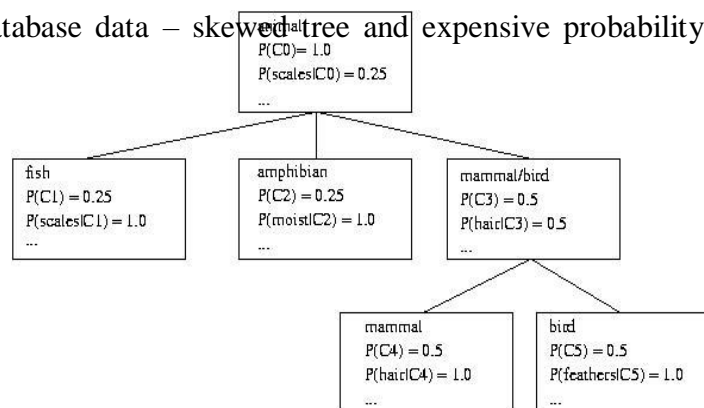 tabase data – skewed tree and expensive probability
animal
P(C0)= 1.0
P(scales|C0) = 0.25
...
fish
P(C1) = 0.25
P(scales|C1) = 1.0
...
amphibian
P(C2) = 0.25
P(moist|C2) = 1.0
...
mammal/bird
P(C3) = 0.5
P(hair|C3) = 0.5
...
mammal
P(C4) = 0.5
P(hair|C4) = 1.0
...
bird
P(C5) = 0.5
P(feathers|C5) = 1.0
...